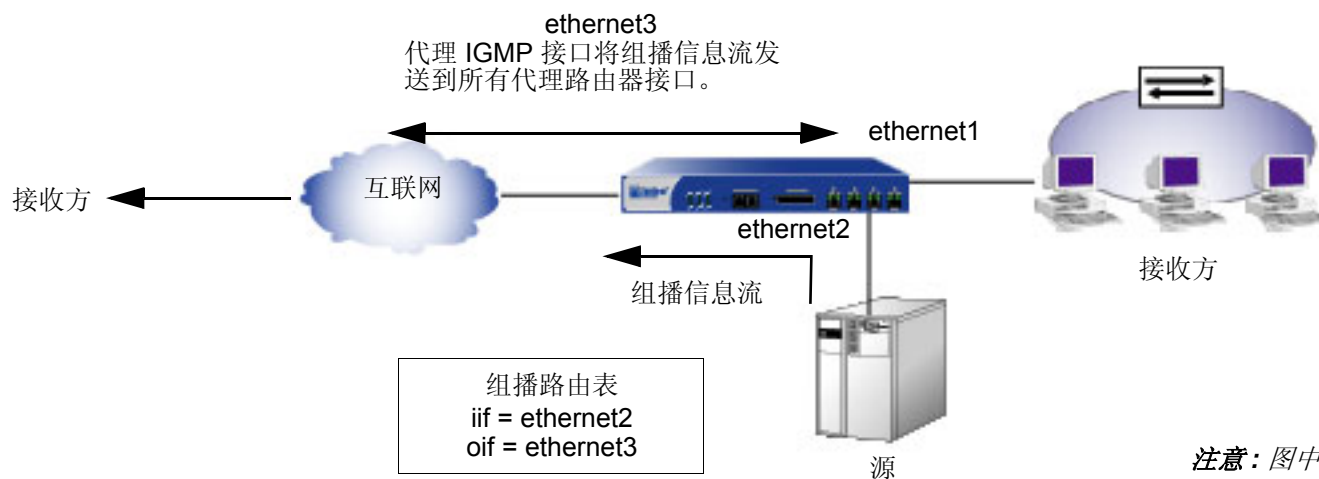 ethernet3
代理 IGMP 接口将组播信息流发
送到所有代理路由器接口。
ethernet1
接收方
互联网
ethernet2
接收方
组播信息流
组播路由表
iif = ethernet2
oif = ethernet3
源
注意 : 图中